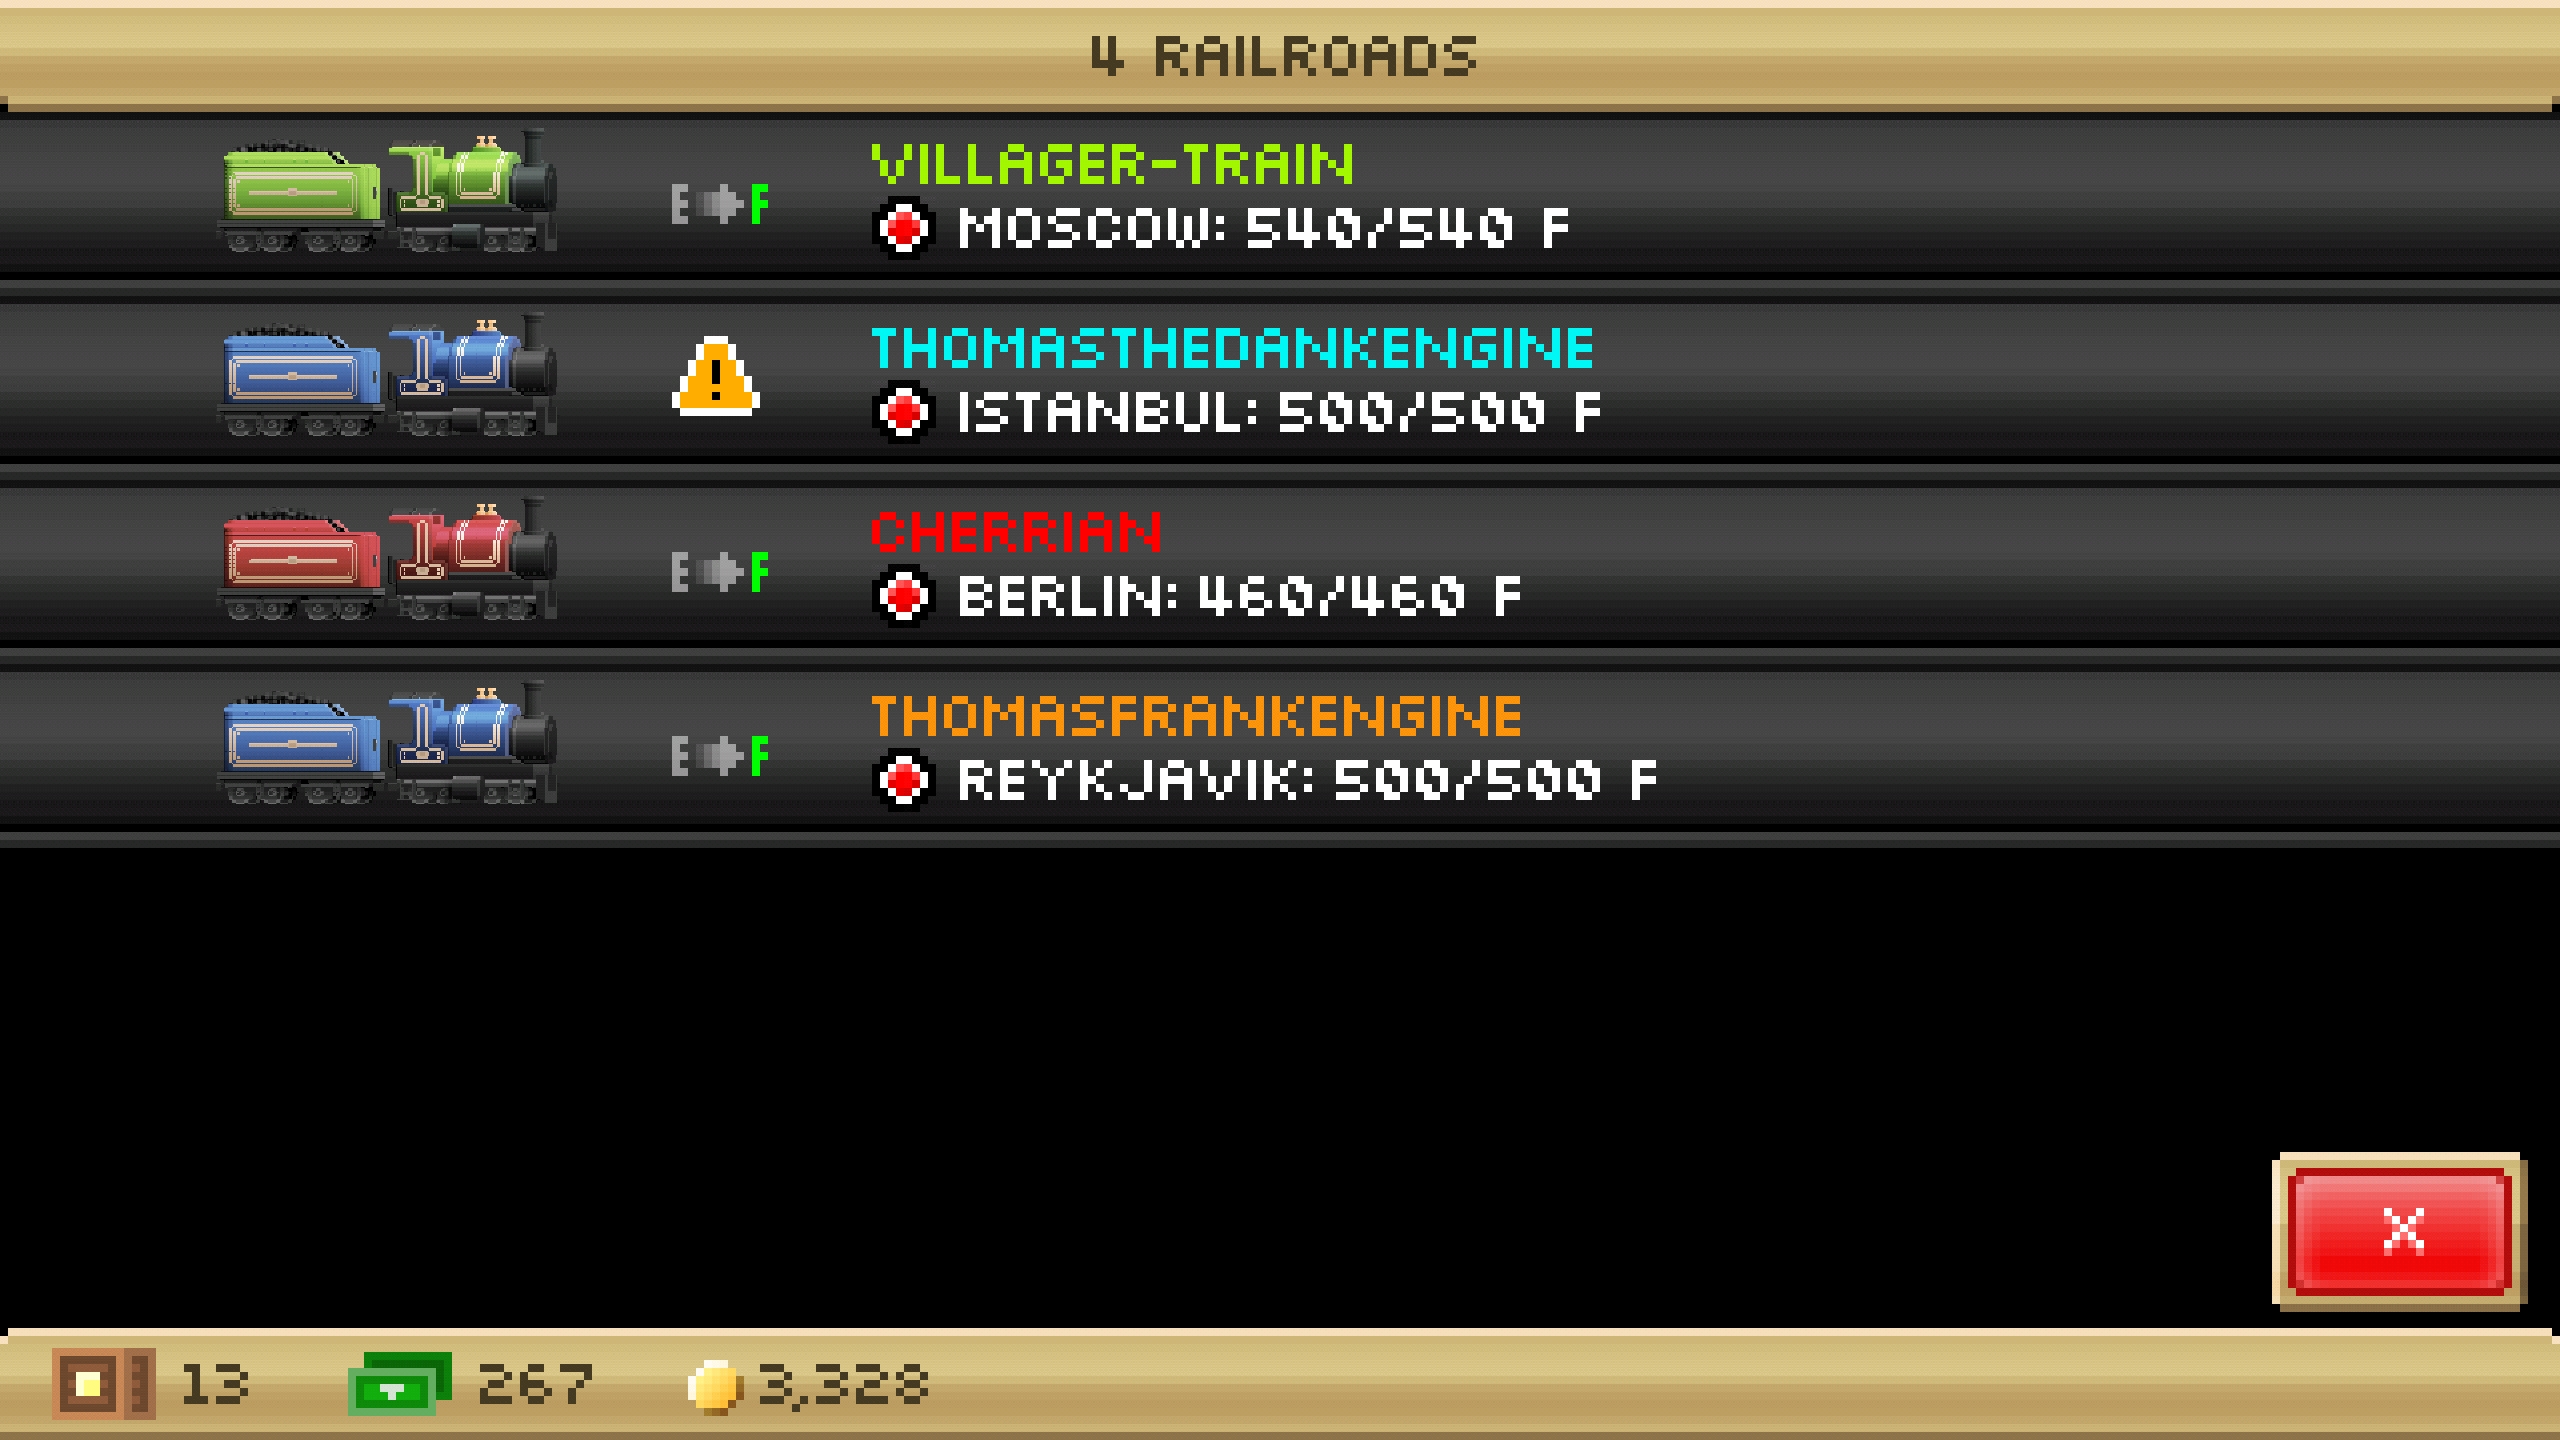 4 RAILROADS
VILLAGER-TRAIN
E F
MOSCOW: 540/540 F
THOMASTHEDANKENGINE
!
ISTANBUL: 500/500 F
CHERRIAN
E F
BERLIN: 460/460 F
THOMASFRANKENGINE
E F
REYKJAVIK: 500/500 F
X
13 267 3,328